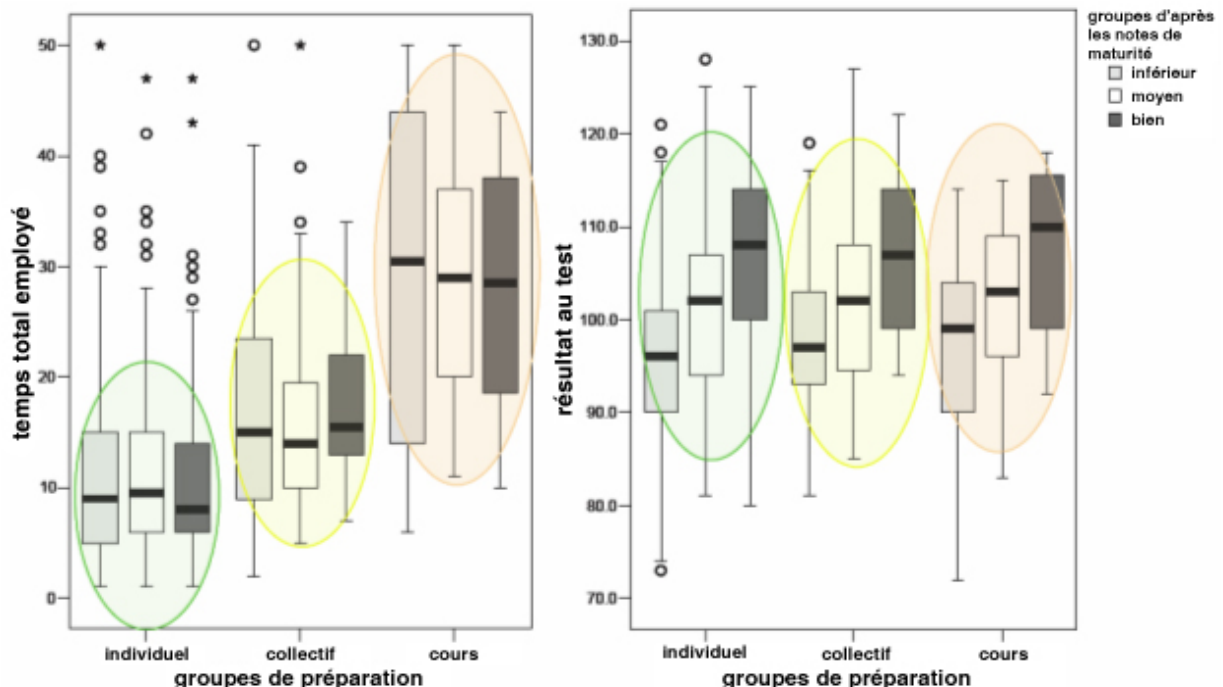 50
40
30
20
10
0
temps total employé
individuel
collectif
cours
groupes de préparation
130.0
120.0
110.0
100.0
90.0
80.0
70.0
résultat au test
individuel
collectif
cours
groupes de préparation
groupes d'après
les notes de
maturité
inférieur
moyen
bien